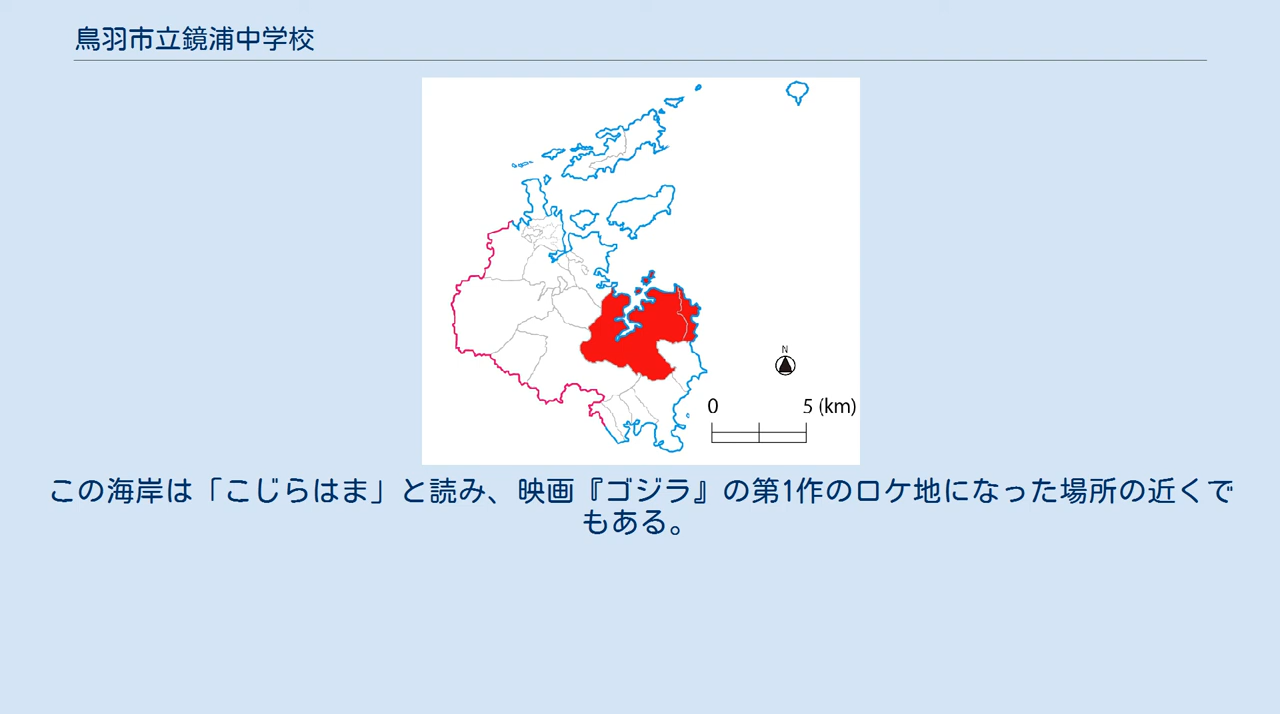 鳥羽市立鏡浦中学校
N
0 5 (km)
この海岸は「こじらはま」と読み、映画『ゴジラ』の第1作のロケ地になった場所の近くで
もある。